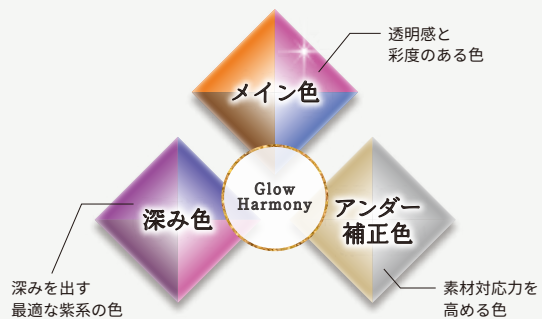 透明感と
彩度のある色
メイン色
Glow
Harmony
深み色
アンダー
補正色
深みを出す
最適な紫系の色
素材対応力を
高める色